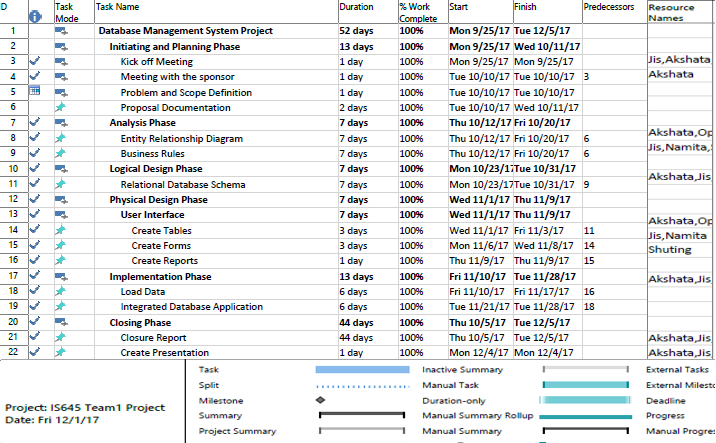 ID Task Mode Task Name Duration % Work Complete Start Finish Predecessors Resource Names
1 Database Management System Project 52 days 100% Mon 9/25/17 Tue 12/5/17
2 Initiating and Planning Phase 13 days 100% Mon 9/25/17 Wed 10/11/17
3 Kick off Meeting 1 day 100% Mon 9/25/17 Mon 9/25/17 Jis,Akshata
4 Meeting with the sponsor 1 day 100% Tue 10/10/17 Tue 10/10/17 3 Akshata
5 Problem and Scope Definition 1 day 100% Tue 10/10/17 Tue 10/10/17
6 Proposal Documentation 2 days 100% Tue 10/10/17 Wed 10/11/17
7 Analysis Phase 7 days 100% Thu 10/12/17 Fri 10/20/17
8 Entity Relationship Diagram 7 days 100% Thu 10/12/17 Fri 10/20/17 6 Akshata,Op
9 Business Rules 7 days 100% Thu 10/12/17 Fri 10/20/17 6 Jis,Namita,
10 Logical Design Phase 7 days 100% Mon 10/23/17 Tue 10/31/17
11 Relational Database Schema 7 days 100% Mon 10/23/17 Tue 10/31/17 9 Akshata,Jis
12 Physical Design Phase 7 days 100% Wed 11/1/17 Thu 11/9/17
13 User Interface 7 days 100% Wed 11/1/17 Thu 11/9/17
14 Create Tables 3 days 100% Wed 11/1/17 Fri 11/3/17 11 Akshata,Op
15 Create Forms 3 days 100% Mon 11/6/17 Wed 11/8/17 14 Jis,Namita
16 Create Reports 1 day 100% Thu 11/9/17 Thu 11/9/17 15 Shuting
17 Implementation Phase 13 days 100% Fri 11/10/17 Tue 11/28/17
18 Load Data 6 days 100% Fri 11/10/17 Fri 11/17/17 16 Akshata,Jis
19 Integrated Database Application 6 days 100% Tue 11/21/17 Tue 11/28/17 18
20 Closing Phase 44 days 100% Thu 10/5/17 Tue 12/5/17
21 Closure Report 44 days 100% Thu 10/5/17 Tue 12/5/17 Akshata,Jis,
22 Create Presentation 1 day 100% Mon 12/4/17 Mon 12/4/17 Akshata,Jis,
Project: IS645 Team1 Project
Date: Fri 12/1/17
Task
Split
Milestone
Summary
Project Summary
Inactive Summary
Manual Task
Duration-only
Manual Summary Rollup
Manual Summary
External Tasks
External Milest
Deadline
Progress
Manual Progres